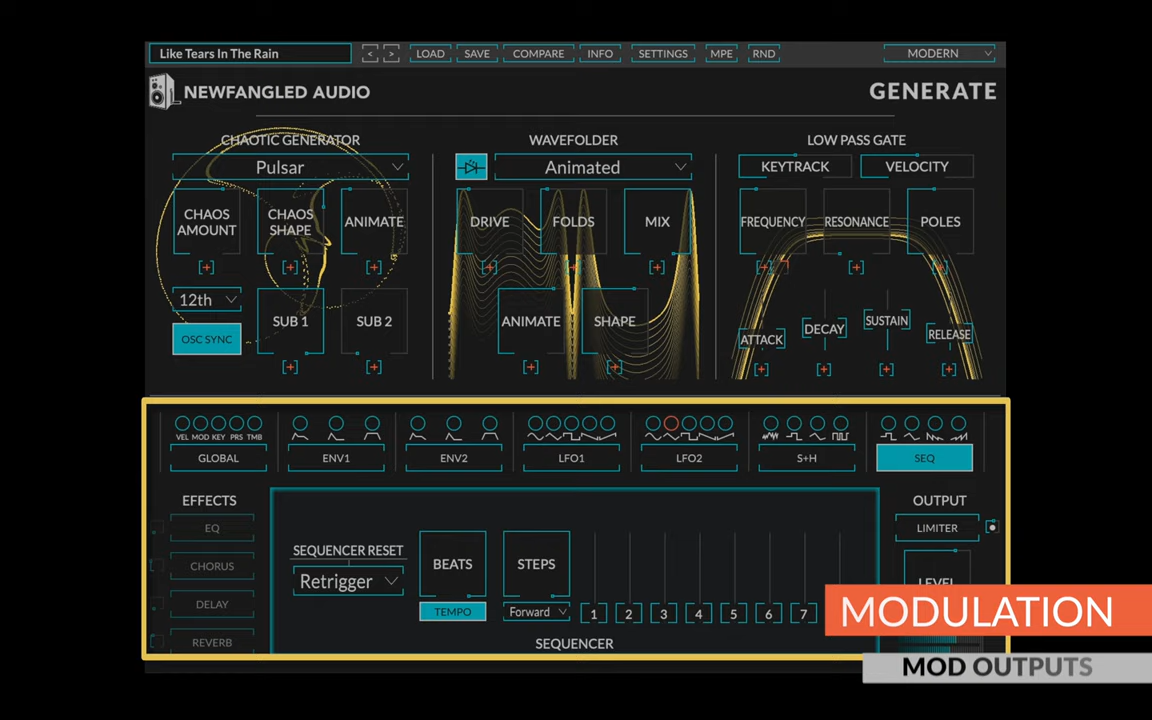 Like Tears In The Rain < > LOAD SAVE COMPARE INFO SETTINGS MPE RND MODERN
NEWFANGLED AUDIO GENERATE
CHAOTIC GENERATOR WAVEFOLDER LOW PASS GATE
Pulsar Animated KEYTRACK VELOCITY
CHAOS AMOUNT CHAOS SHAPE ANIMATE DRIVE FOLDS MIX FREQUENCY RESONANCE POLES
12th SUB 1 SUB 2 ANIMATE SHAPE ATTACK DECAY SUSTAIN RELEASE
OSC SYNC
VEL MOD KEY PRS TMB
GLOBAL ENV1 ENV2 LFO1 LFO2 S+H SEQ
EFFECTS OUTPUT
EQ LIMITER
SEQUENCER RESET BEATS STEPS
CHORUS
Retrigger LEVEL
DELAY TEMPO Forward 1 2 3 4 5 6 7
REVERB SEQUENCER
MODULATION
MOD OUTPUTS